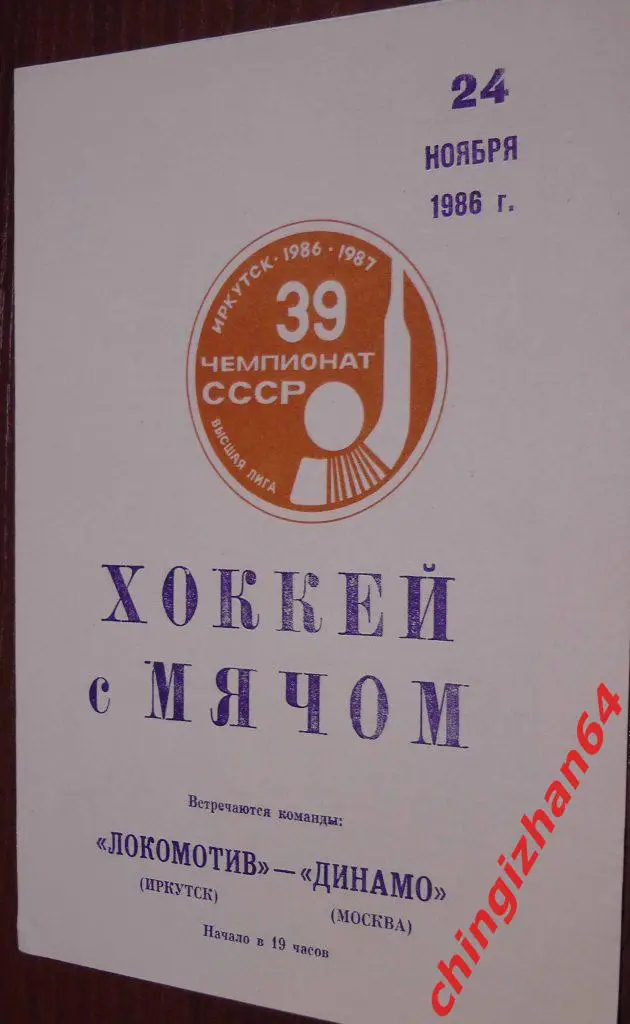 24
НОЯБРЯ
1986 г.
ИРКУТСК · 1986 · 1987
39
ЧЕМПИОНАТ
СССР
ВЫСШАЯ ЛИГА
ХОККЕЙ
с МЯЧОМ
Встречаются команды:
«ЛОКОМОТИВ» — «ДИНАМО»
(ИРКУТСК) (МОСКВА)
Начало в 19 часов
chingizhan64